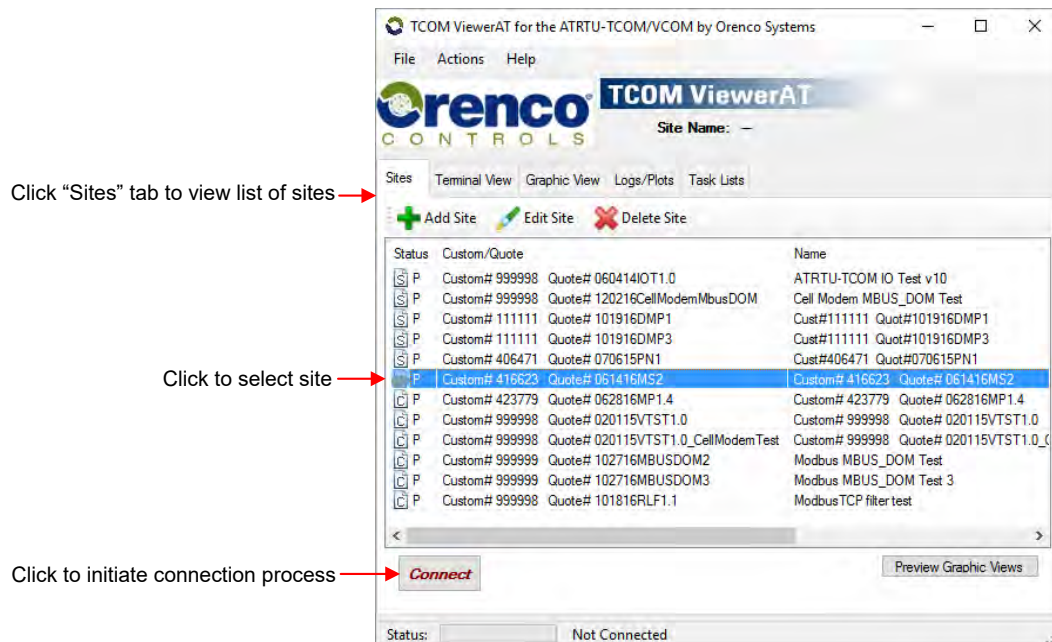 TCOM ViewerAT for the ATRTU-TCOM/VCOM by Orenco Systems
File Actions Help
Orenco
CONTROLS
TCOM ViewerAT
Site Name: –
Click “Sites” tab to view list of sites
Sites Terminal View Graphic View Logs/Plots Task Lists
Add Site Edit Site Delete Site
Status Custom/Quote Name
S P Custom# 999998 Quote# 060414IOT1.0 ATRTU-TCOM IO Test v10
S P Custom# 999998 Quote# 120216CellModemMbusDOM Cell Modem MBUS_DOM Test
S P Custom# 111111 Quote# 101916DMP1 Cust#111111 Quot#101916DMP1
S P Custom# 111111 Quote# 101916DMP3 Cust#111111 Quot#101916DMP3
S P Custom# 406471 Quote# 070615PN1 Cust#406471 Quot#070615PN1
Click to select site
P Custom# 416623 Quote# 061416MS2 Custom# 416623 Quote# 061416MS2
C P Custom# 423779 Quote# 062816MP1.4 Custom# 423779 Quote# 062816MP1.4
C P Custom# 999998 Quote# 020115VTST1.0 Custom# 999998 Quote# 020115VTST1.0
C P Custom# 999998 Quote# 020115VTST1.0_CellModemTest Custom# 999998 Quote# 020115VTST1.0_
C P Custom# 999999 Quote# 102716MBUSDOM2 Modbus MBUS_DOM Test
C P Custom# 999999 Quote# 102716MBUSDOM3 Modbus MBUS_DOM Test 3
C P Custom# 999998 Quote# 101816RLF1.1 ModbusTCP filter test
Click to initiate connection process
Connect
Preview Graphic Views
Status: Not Connected